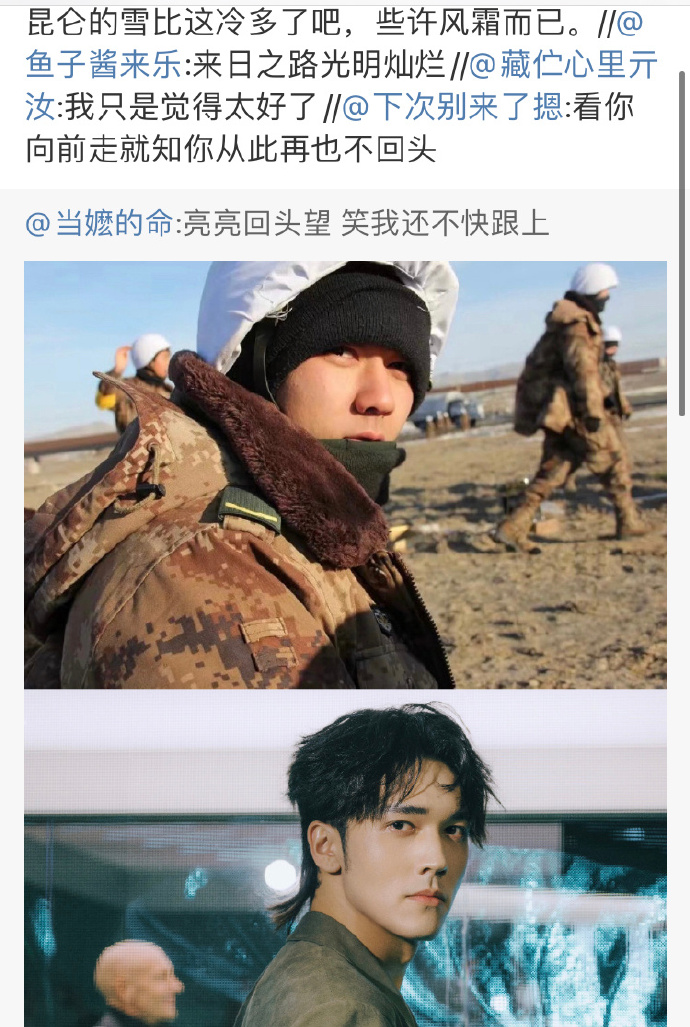 昆仑的雪比这冷多了吧，些许风霜而已。//@
鱼子酱来乐:来日之路光明灿烂//@藏伫心里亓
汝:我只是觉得太好了//@下次别来了摁:看你
向前走就知你从此再也不回头
@当嬷的命:亮亮回头望 笑我还不快跟上